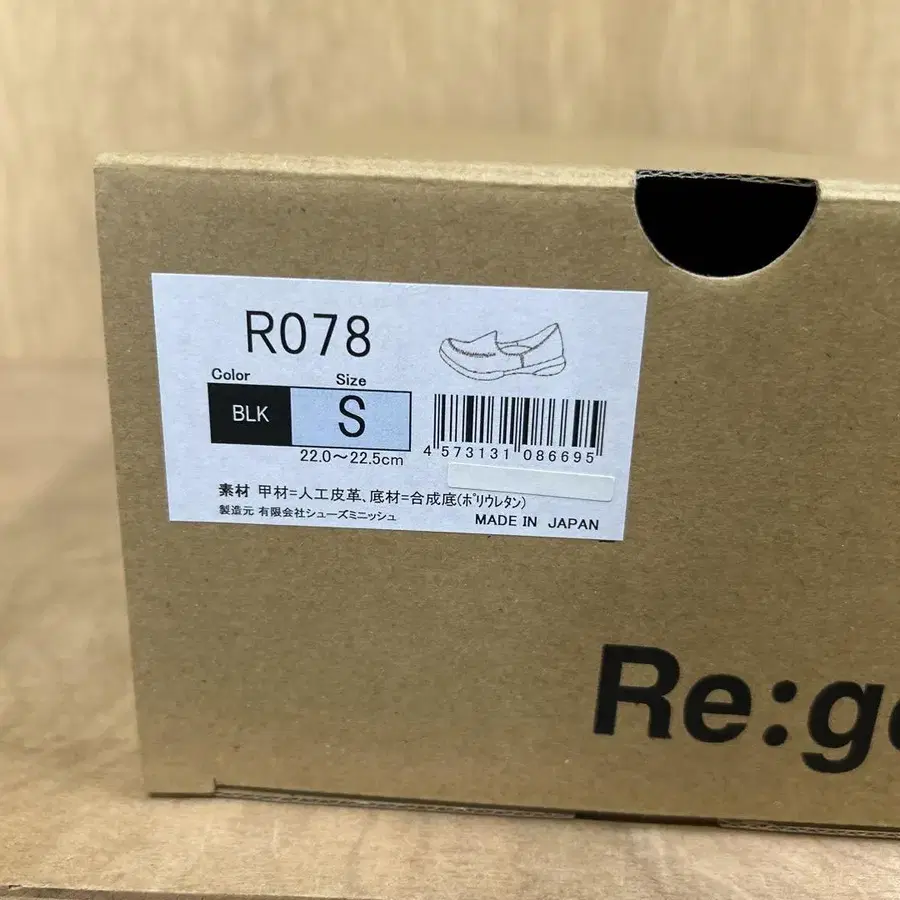 R078
Color Size
BLK S
22.0～22.5cm
4 573131 086695
素材 甲材=人工皮革、底材=合成底(ﾎﾟﾘｳﾚﾀﾝ)
製造元 有限会社シューズミニッシュ
MADE IN JAPAN